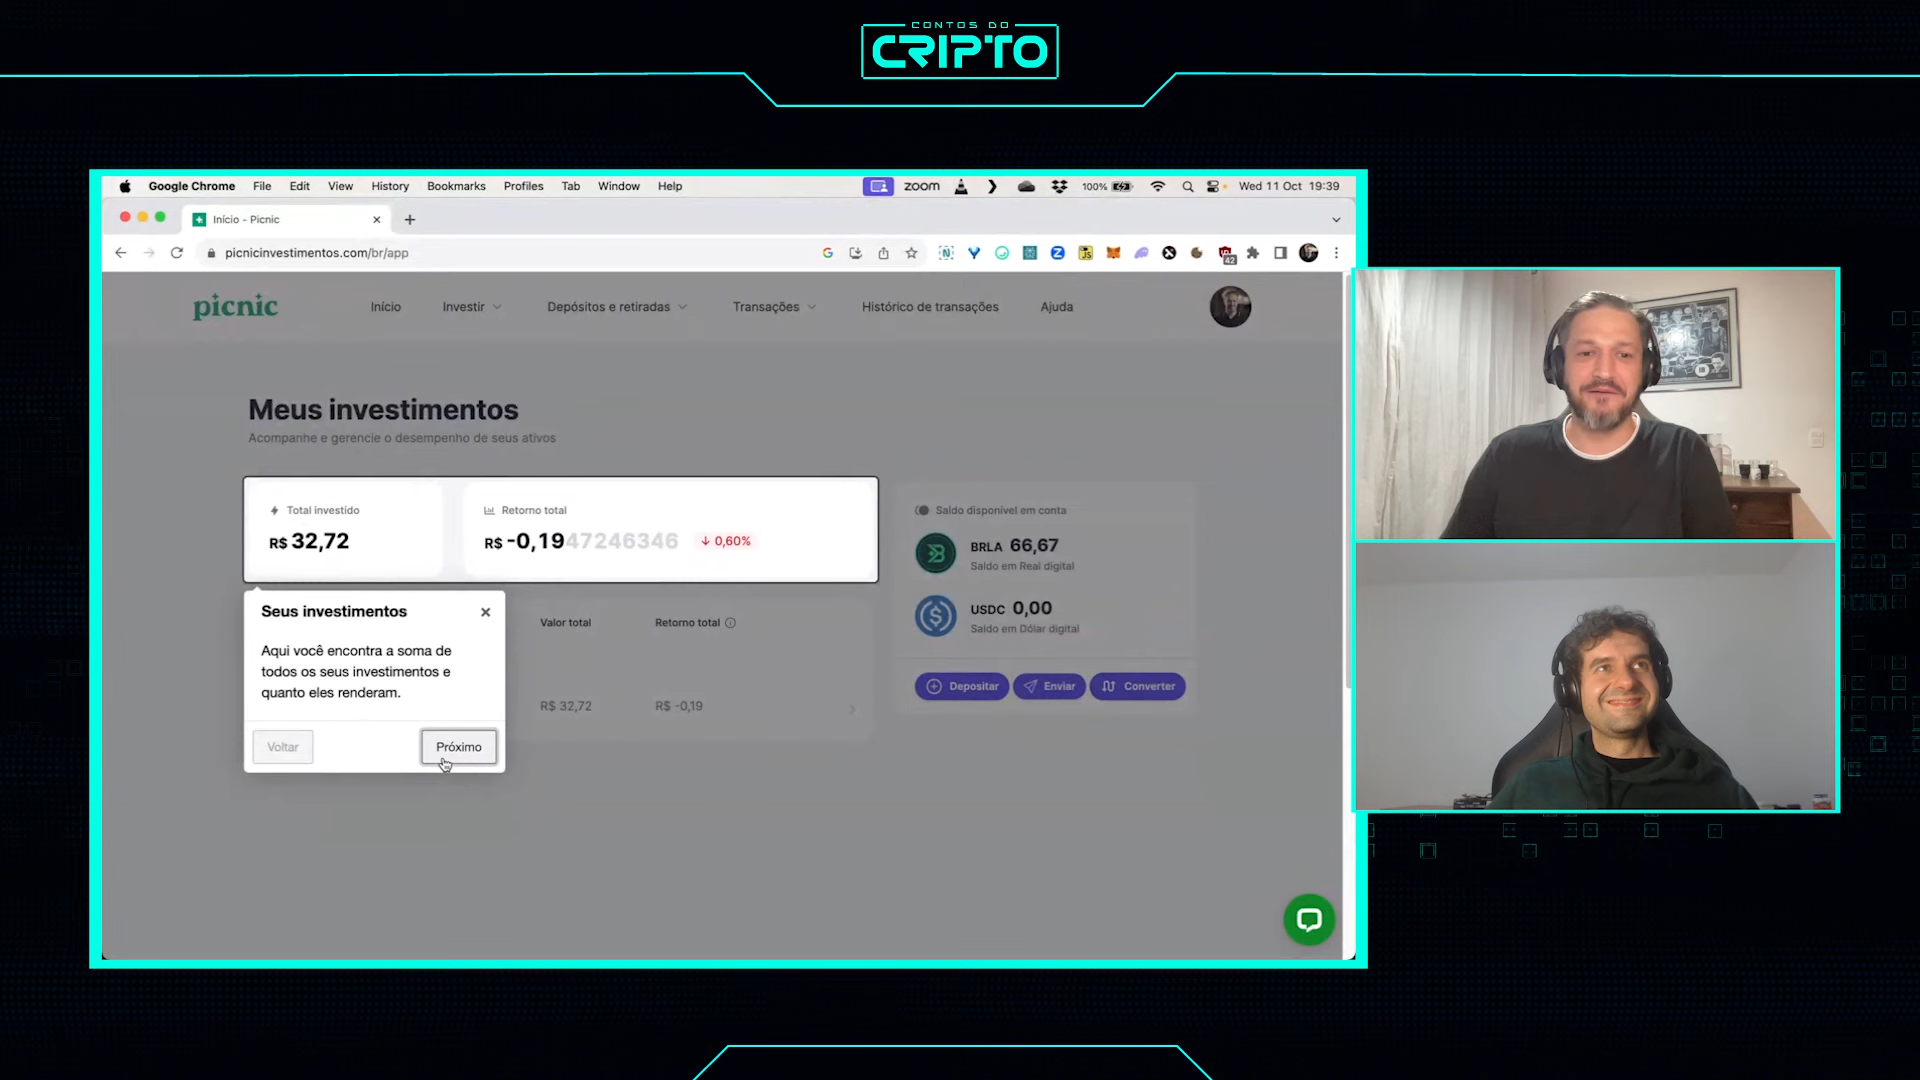 CONTOS DO
CRIPTO
Google Chrome File Edit View History Bookmarks Profiles Tab Window Help
zoom 100% Wed 11 Oct 19:39
Início - Picnic
picnicinvestimentos.com/br/app
42
picnic Início Investir Depósitos e retiradas Transações Histórico de transações Ajuda
Meus investimentos
Acompanhe e gerencie o desempenho de seus ativos
Total investido
R$ 32,72
Retorno total
R$ -0,1947246346 0,60%
Saldo disponível em conta
BRLA 66,67
Saldo em Real digital
USDC 0,00
Saldo em Dólar digital
Depositar Enviar Converter
Seus investimentos
Aqui você encontra a soma de
todos os seus investimentos e
quanto eles renderam.
Voltar Próximo
Valor total Retorno total
R$ 32,72 R$ -0,19